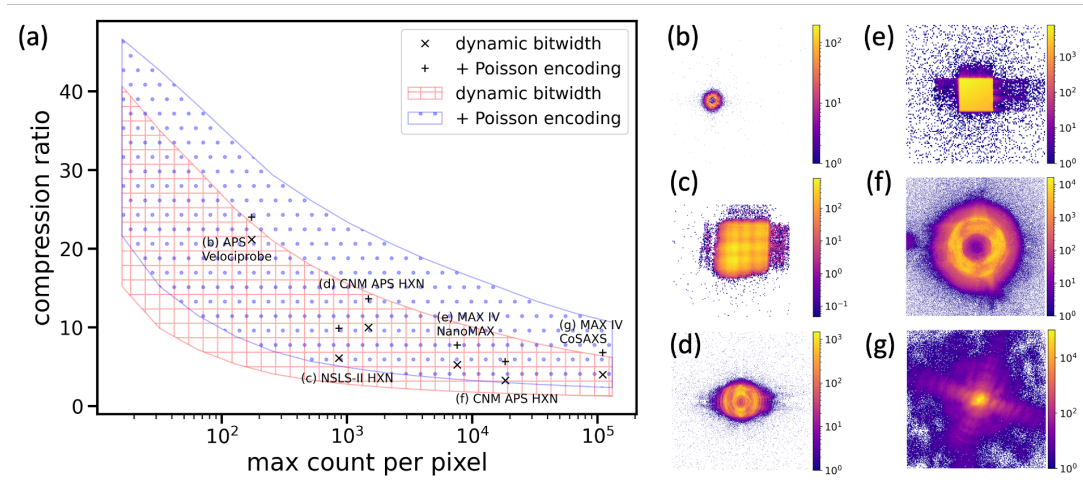 (a)
compression ratio
40
30
20
10
0
10²
10³
10⁴
10⁵
max count per pixel
dynamic bitwidth
+ Poisson encoding
dynamic bitwidth
+ Poisson encoding
(b) APS
Velociprobe
(d) CNM APS HXN
(c) NSLS-II HXN
(e) MAX IV
NanoMAX
(f) CNM APS HXN
(g) MAX IV
CoSAXS
(b)
10²
10¹
10⁰
(c)
10²
10¹
10⁰
10⁻¹
(d)
10³
10²
10¹
10⁰
(e)
10³
10²
10¹
10⁰
(f)
10⁴
10³
10²
10¹
10⁰
(g)
10⁴
10³
10²
10¹
10⁰